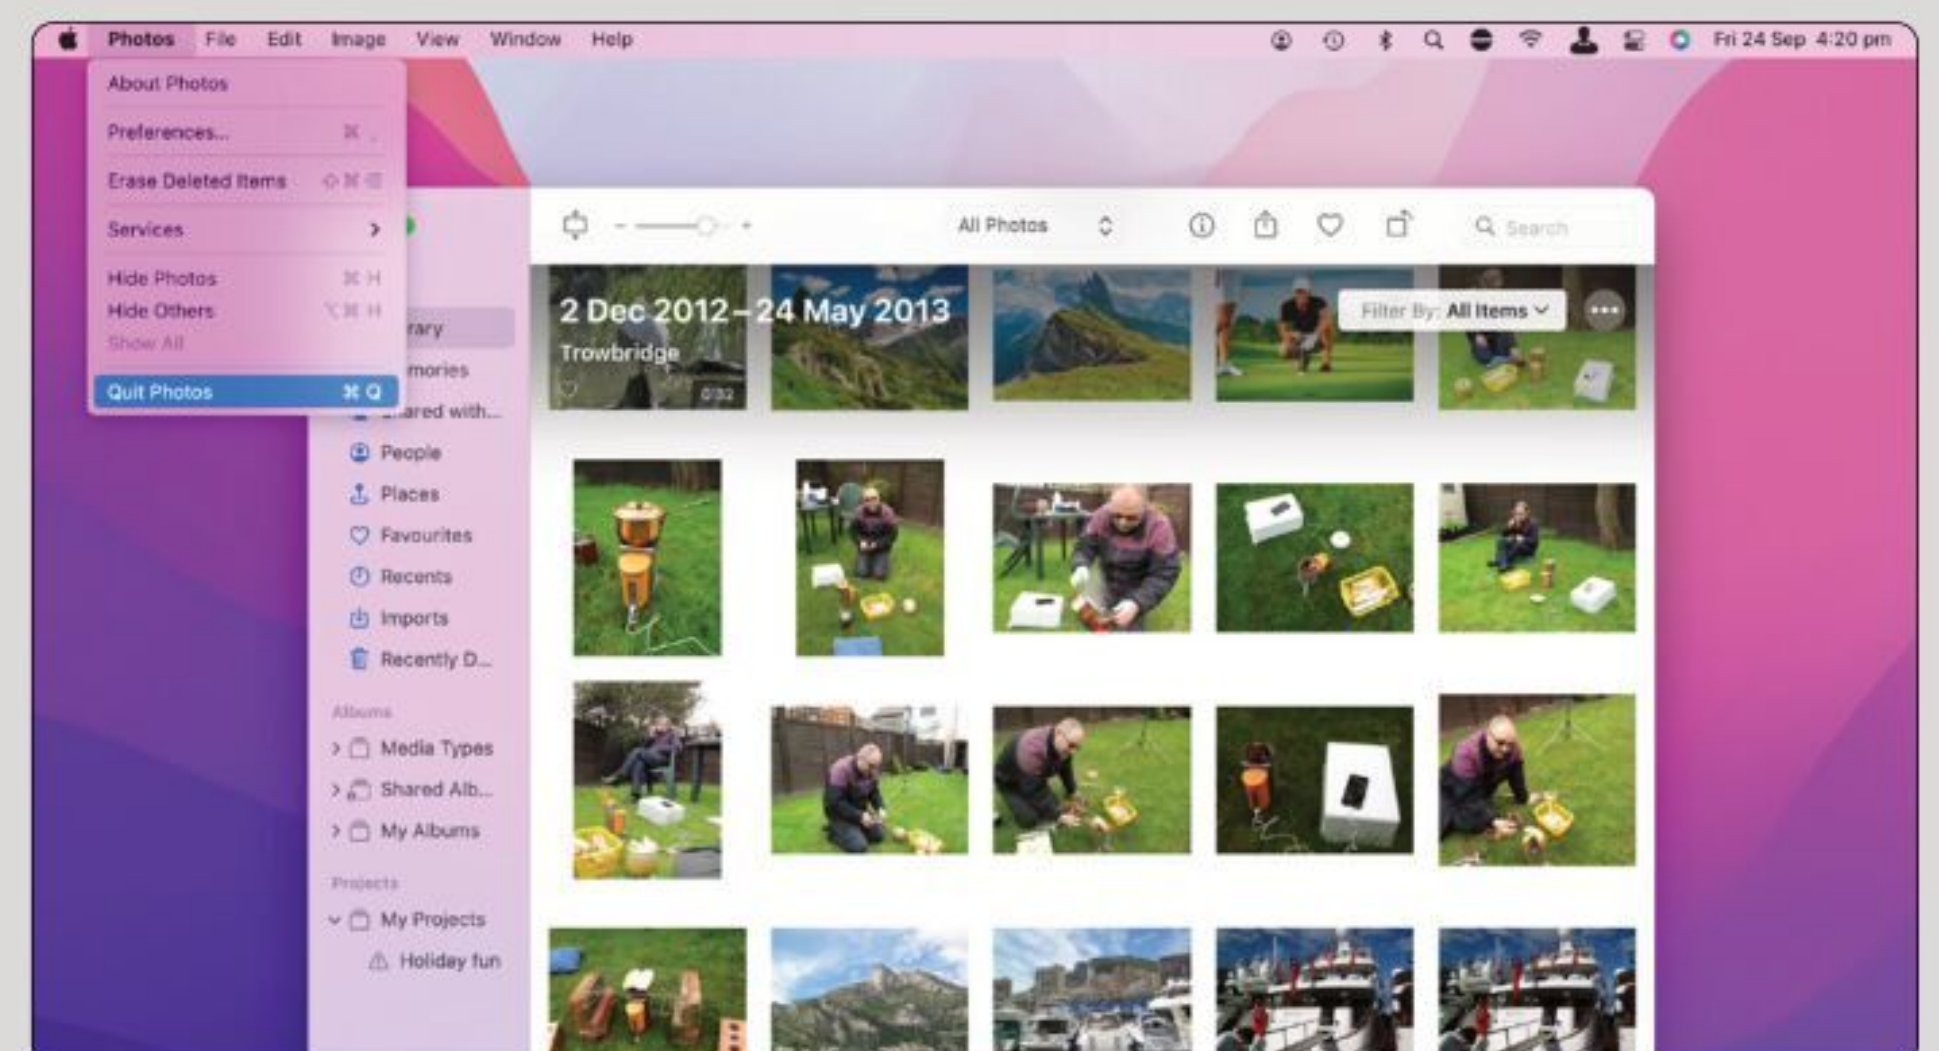 Photos File Edit Image View Window Help Fri 24 Sep 4:20 pm
About Photos
Preferences... ⌘ ,
Erase Deleted Items
Services >
Hide Photos ⌘ H
Hide Others ⌥⌘ H
Show All
Quit Photos ⌘ Q
All Photos
Search
2 Dec 2012–24 May 2013
Trowbridge
0:32
Filter By: All Items
rary
mories
ared with...
People
Places
Favourites
Recents
Imports
Recently D...
Albums
> Media Types
> Shared Alb...
> My Albums
Projects
My Projects
Holiday fun